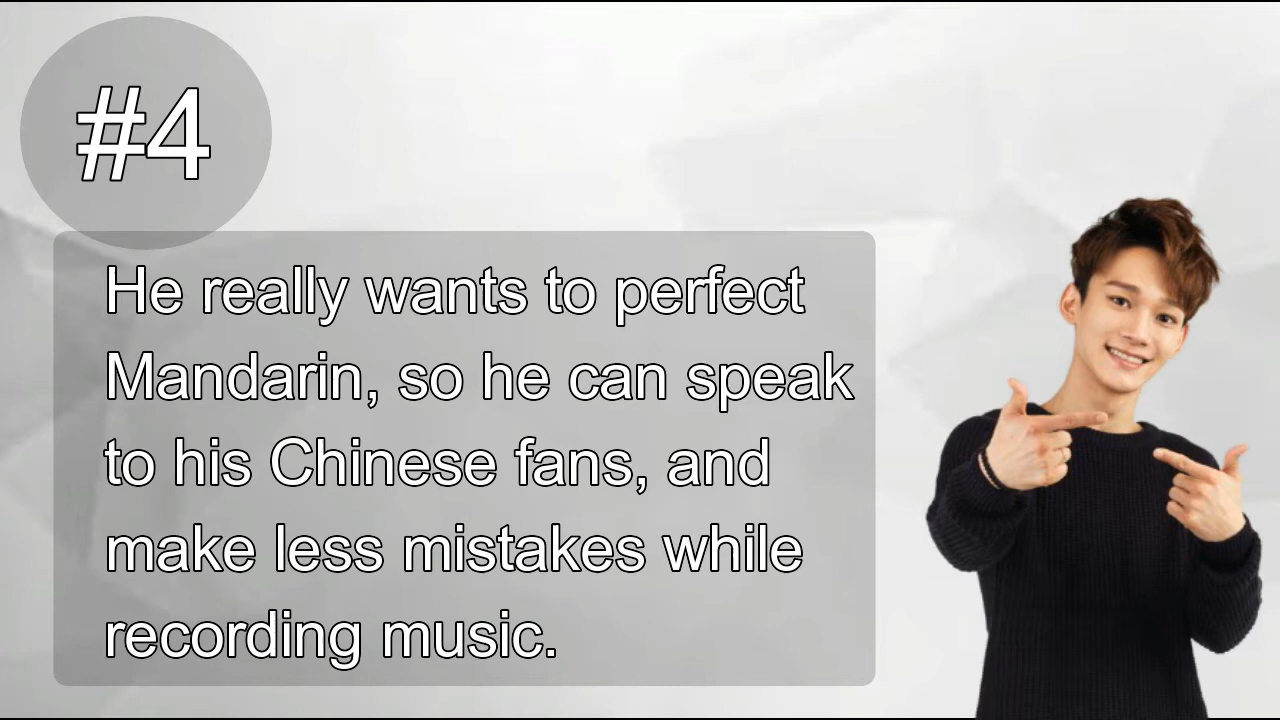 #4
He really wants to perfect
Mandarin, so he can speak
to his Chinese fans, and
make less mistakes while
recording music.